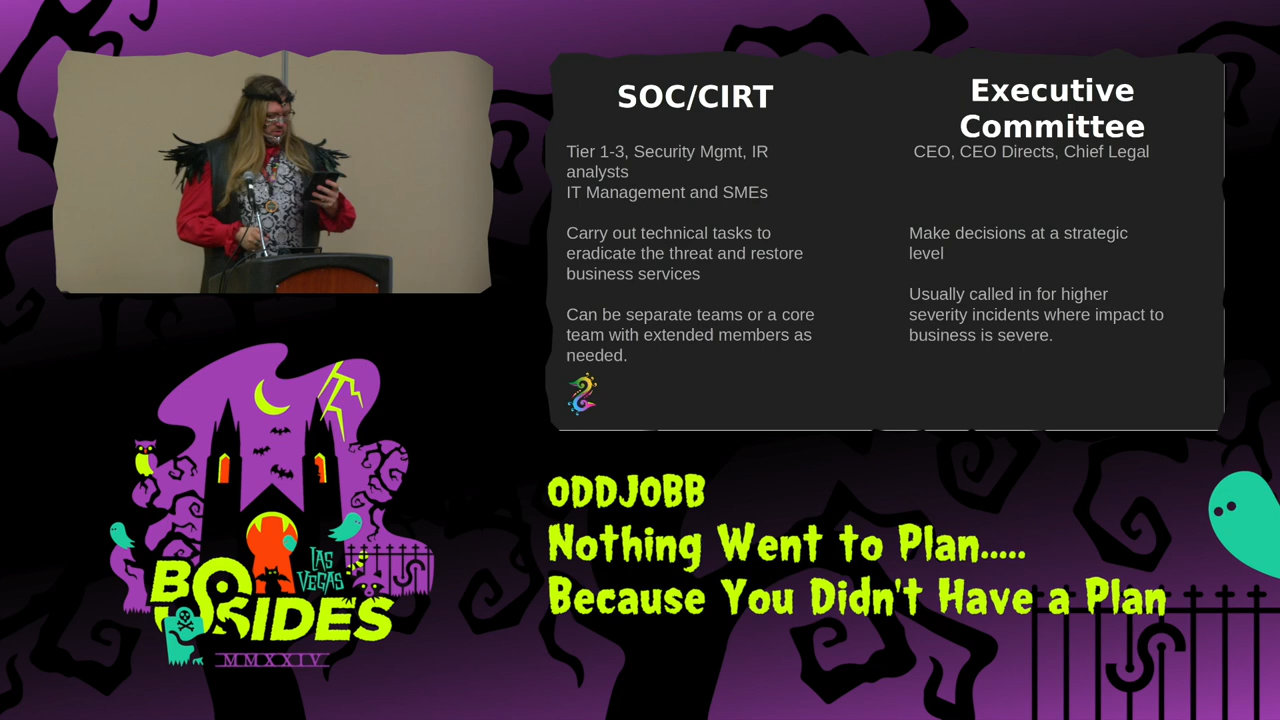 SOC/CIRT
Tier 1-3, Security Mgmt, IR
analysts
IT Management and SMEs
Carry out technical tasks to
eradicate the threat and restore
business services
Can be separate teams or a core
team with extended members as
needed.
Executive
Committee
CEO, CEO Directs, Chief Legal
Make decisions at a strategic
level
Usually called in for higher
severity incidents where impact to
business is severe.
LAS
VEGAS
BSIDES
MMXXIV
ODDJOBB
Nothing Went to Plan.....
Because You Didn't Have a Plan